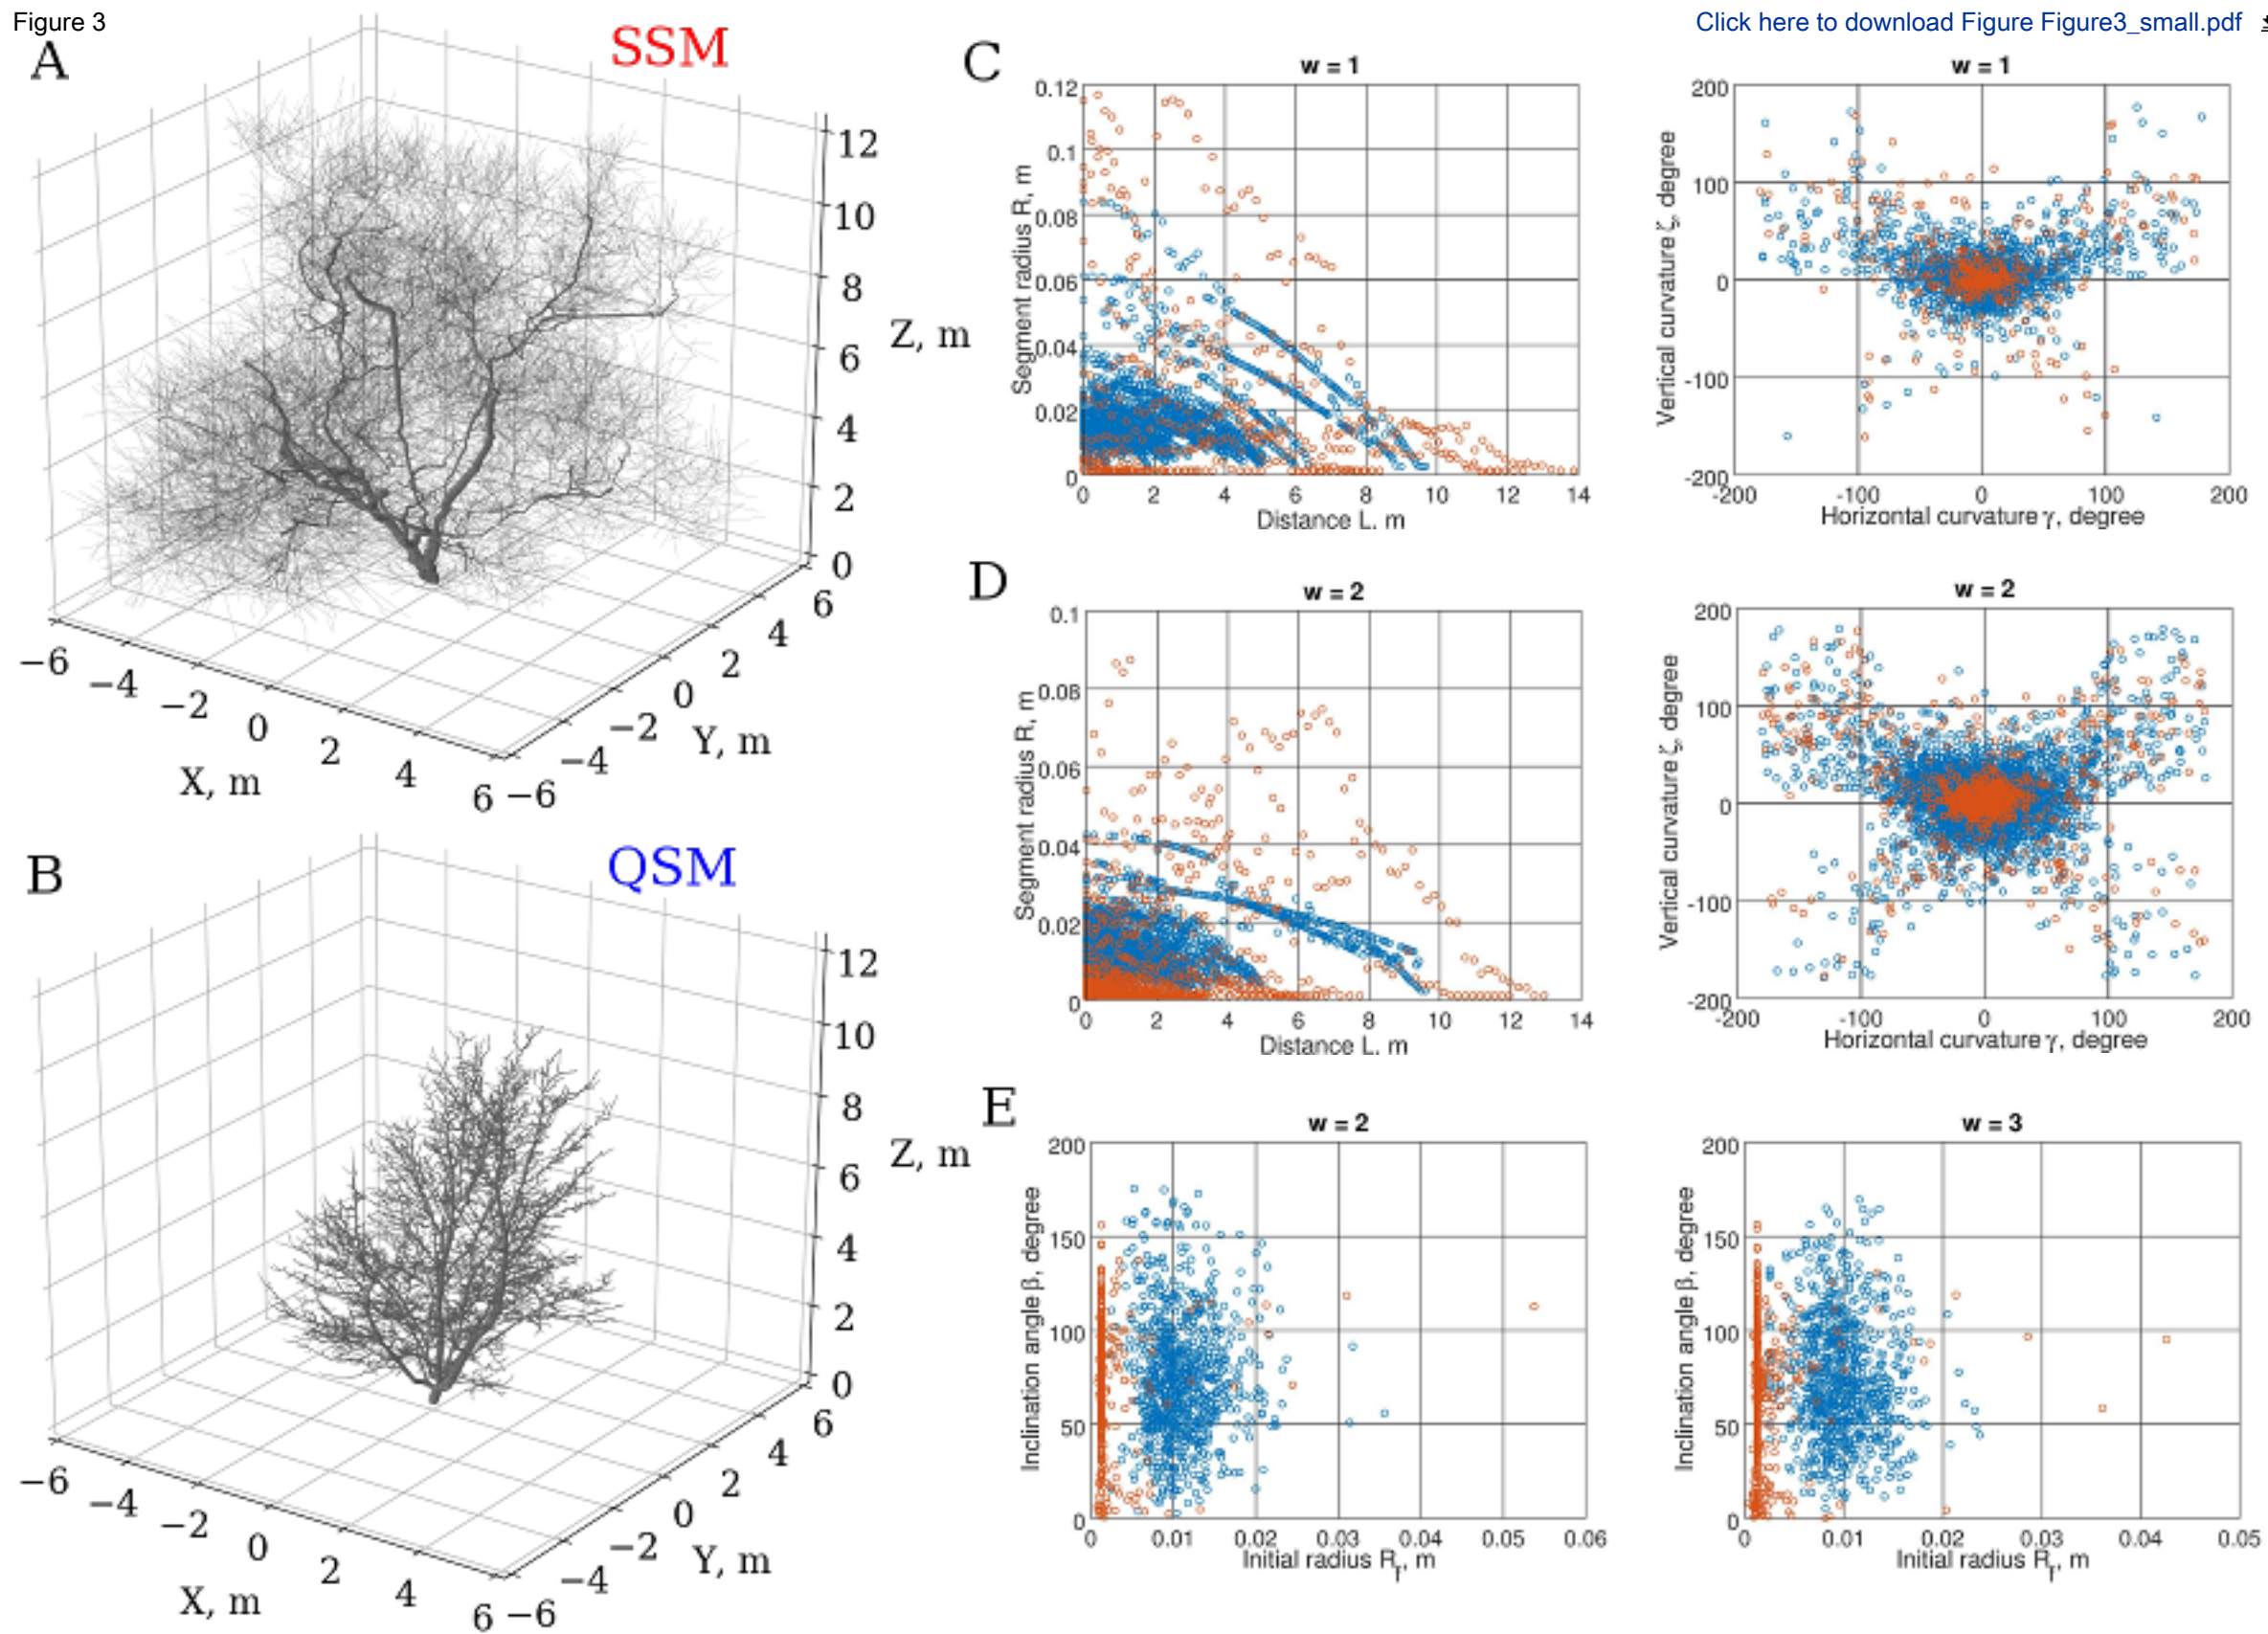 Figure 3
Click here to download Figure Figure3_small.pdf
A
SSM
12
10
8
6
4
2
0
Z, m
−6
−4
−2
0
2
4
6
X, m
−6
−4
−2
0
2
4
6
Y, m
B
QSM
12
10
8
6
4
2
0
Z, m
−6
−4
−2
0
2
4
6
X, m
−6
−4
−2
0
2
4
6
Y, m
C
w = 1
Segment radius R, m
0.12
0.1
0.08
0.06
0.04
0.02
0
0 2 4 6 8 10 12 14
Distance L, m
w = 1
Vertical curvature ζ, degree
200
100
0
-100
-200
-200 -100 0 100 200
Horizontal curvature γ, degree
D
w = 2
Segment radius R, m
0.1
0.08
0.06
0.04
0.02
0
0 2 4 6 8 10 12 14
Distance L, m
w = 2
Vertical curvature ζ, degree
200
100
0
-100
-200
-200 -100 0 100 200
Horizontal curvature γ, degree
E
w = 2
Inclination angle β, degree
200
150
100
50
0
0 0.01 0.02 0.03 0.04 0.05 0.06
Initial radius R_f, m
w = 3
Inclination angle β, degree
200
150
100
50
0
0 0.01 0.02 0.03 0.04 0.05
Initial radius R_f, m